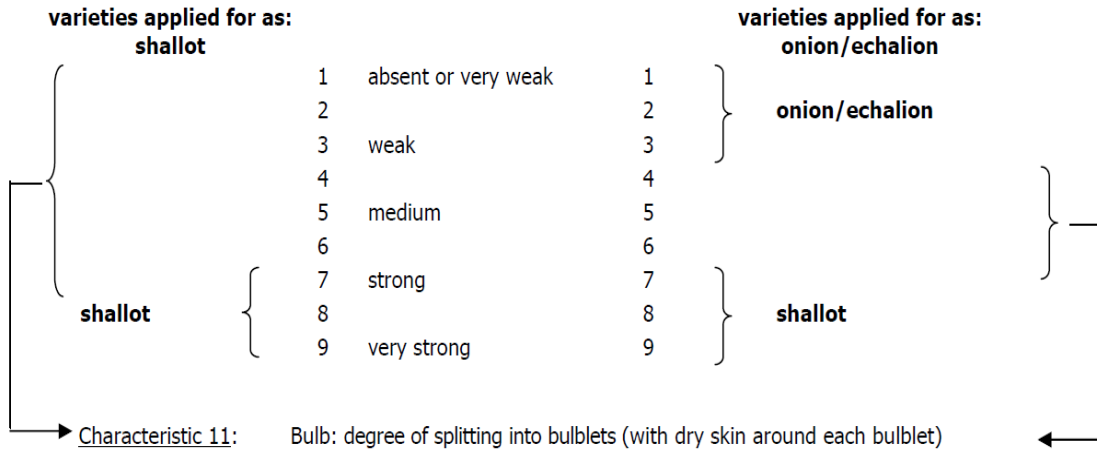 varieties applied for as: varieties applied for as:
shallot onion/echalion
1 absent or very weak 1
2 2 onion/echalion
3 weak 3
4 4
5 medium 5
6 6
7 strong 7
shallot 8 8 shallot
9 very strong 9
Characteristic 11: Bulb: degree of splitting into bulblets (with dry skin around each bulblet)